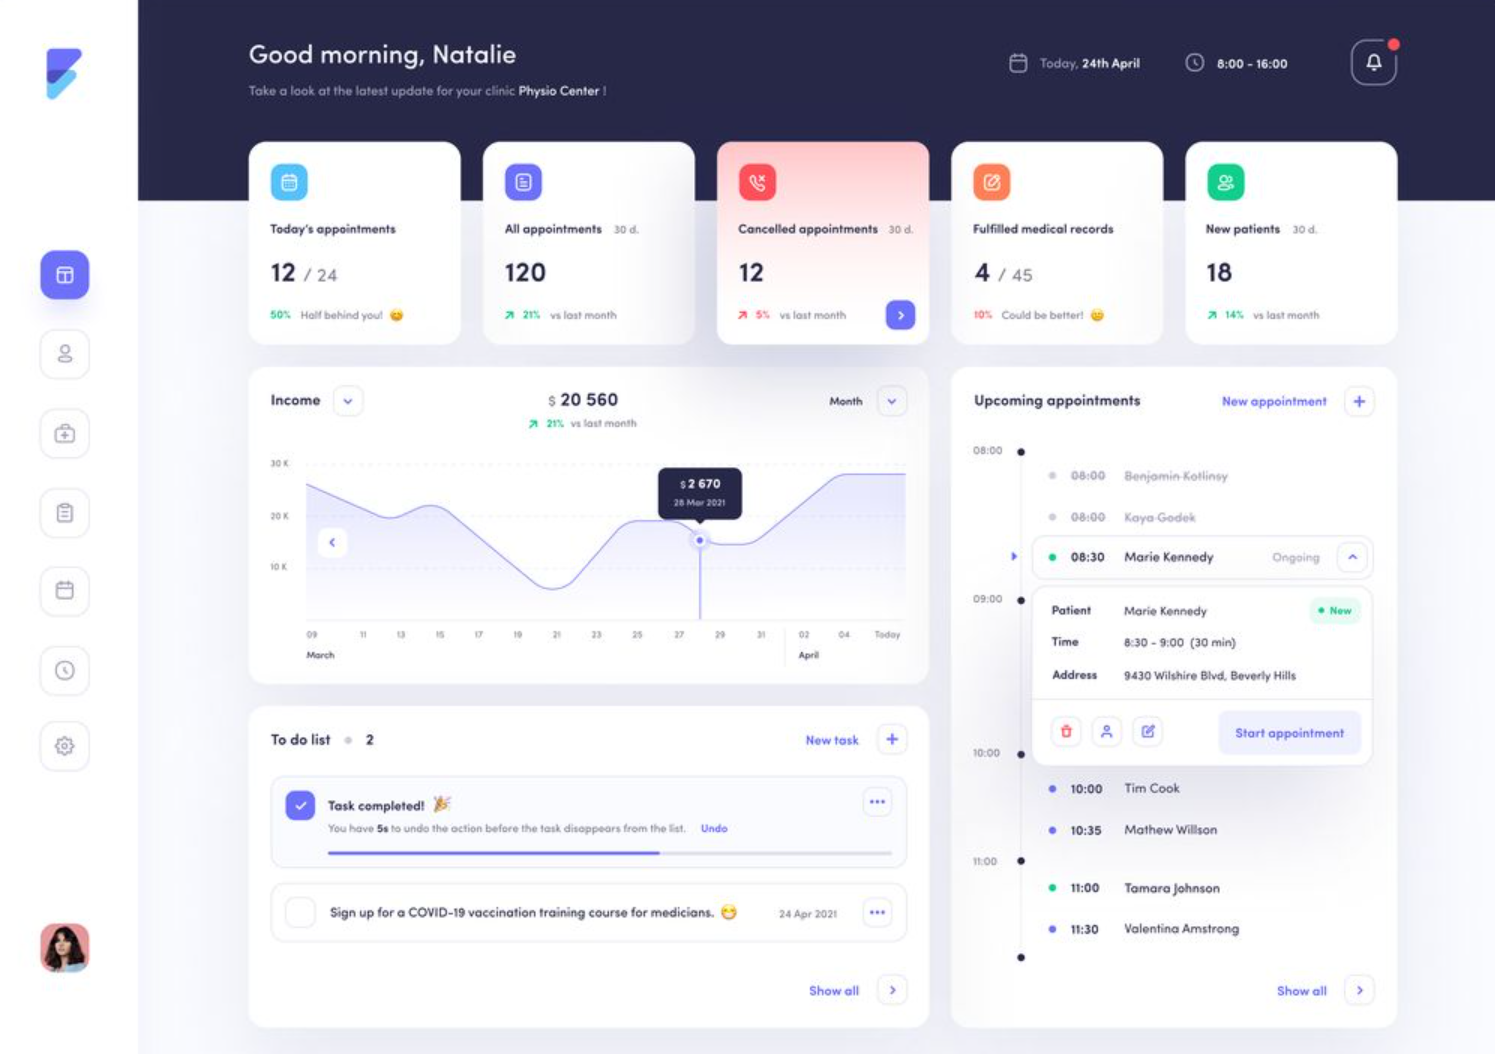 Good morning, Natalie
Take a look at the latest update for your clinic Physio Center !
Today, 24th April
8:00 - 16:00
Today's appointments
12 / 24
50% Half behind you!
All appointments 30 d.
120
21% vs last month
Cancelled appointments 30 d.
12
5% vs last month
Fulfilled medical records
4 / 45
10% Could be better!
New patients 30 d.
18
14% vs last month
Income
$ 20 560
21% vs last month
Month
30 K
20 K
10 K
$ 2 670
28 Mar 2021
09 11 13 15 17 19 21 23 25 27 29 31 02 04 Today
March April
To do list 2
New task
Task completed!
You have 5s to undo the action before the task disappears from the list. Undo
Sign up for a COVID-19 vaccination training course for medicians. 24 Apr 2021
Show all
Upcoming appointments
New appointment
08:00
08:00 Benjamin Kotlinsy
08:00 Kaya Godek
08:30 Marie Kennedy Ongoing
09:00
Patient Marie Kennedy New
Time 8:30 - 9:00 (30 min)
Address 9430 Wilshire Blvd, Beverly Hills
Start appointment
10:00
10:00 Tim Cook
10:35 Mathew Willson
11:00
11:00 Tamara Johnson
11:30 Valentina Amstrong
Show all